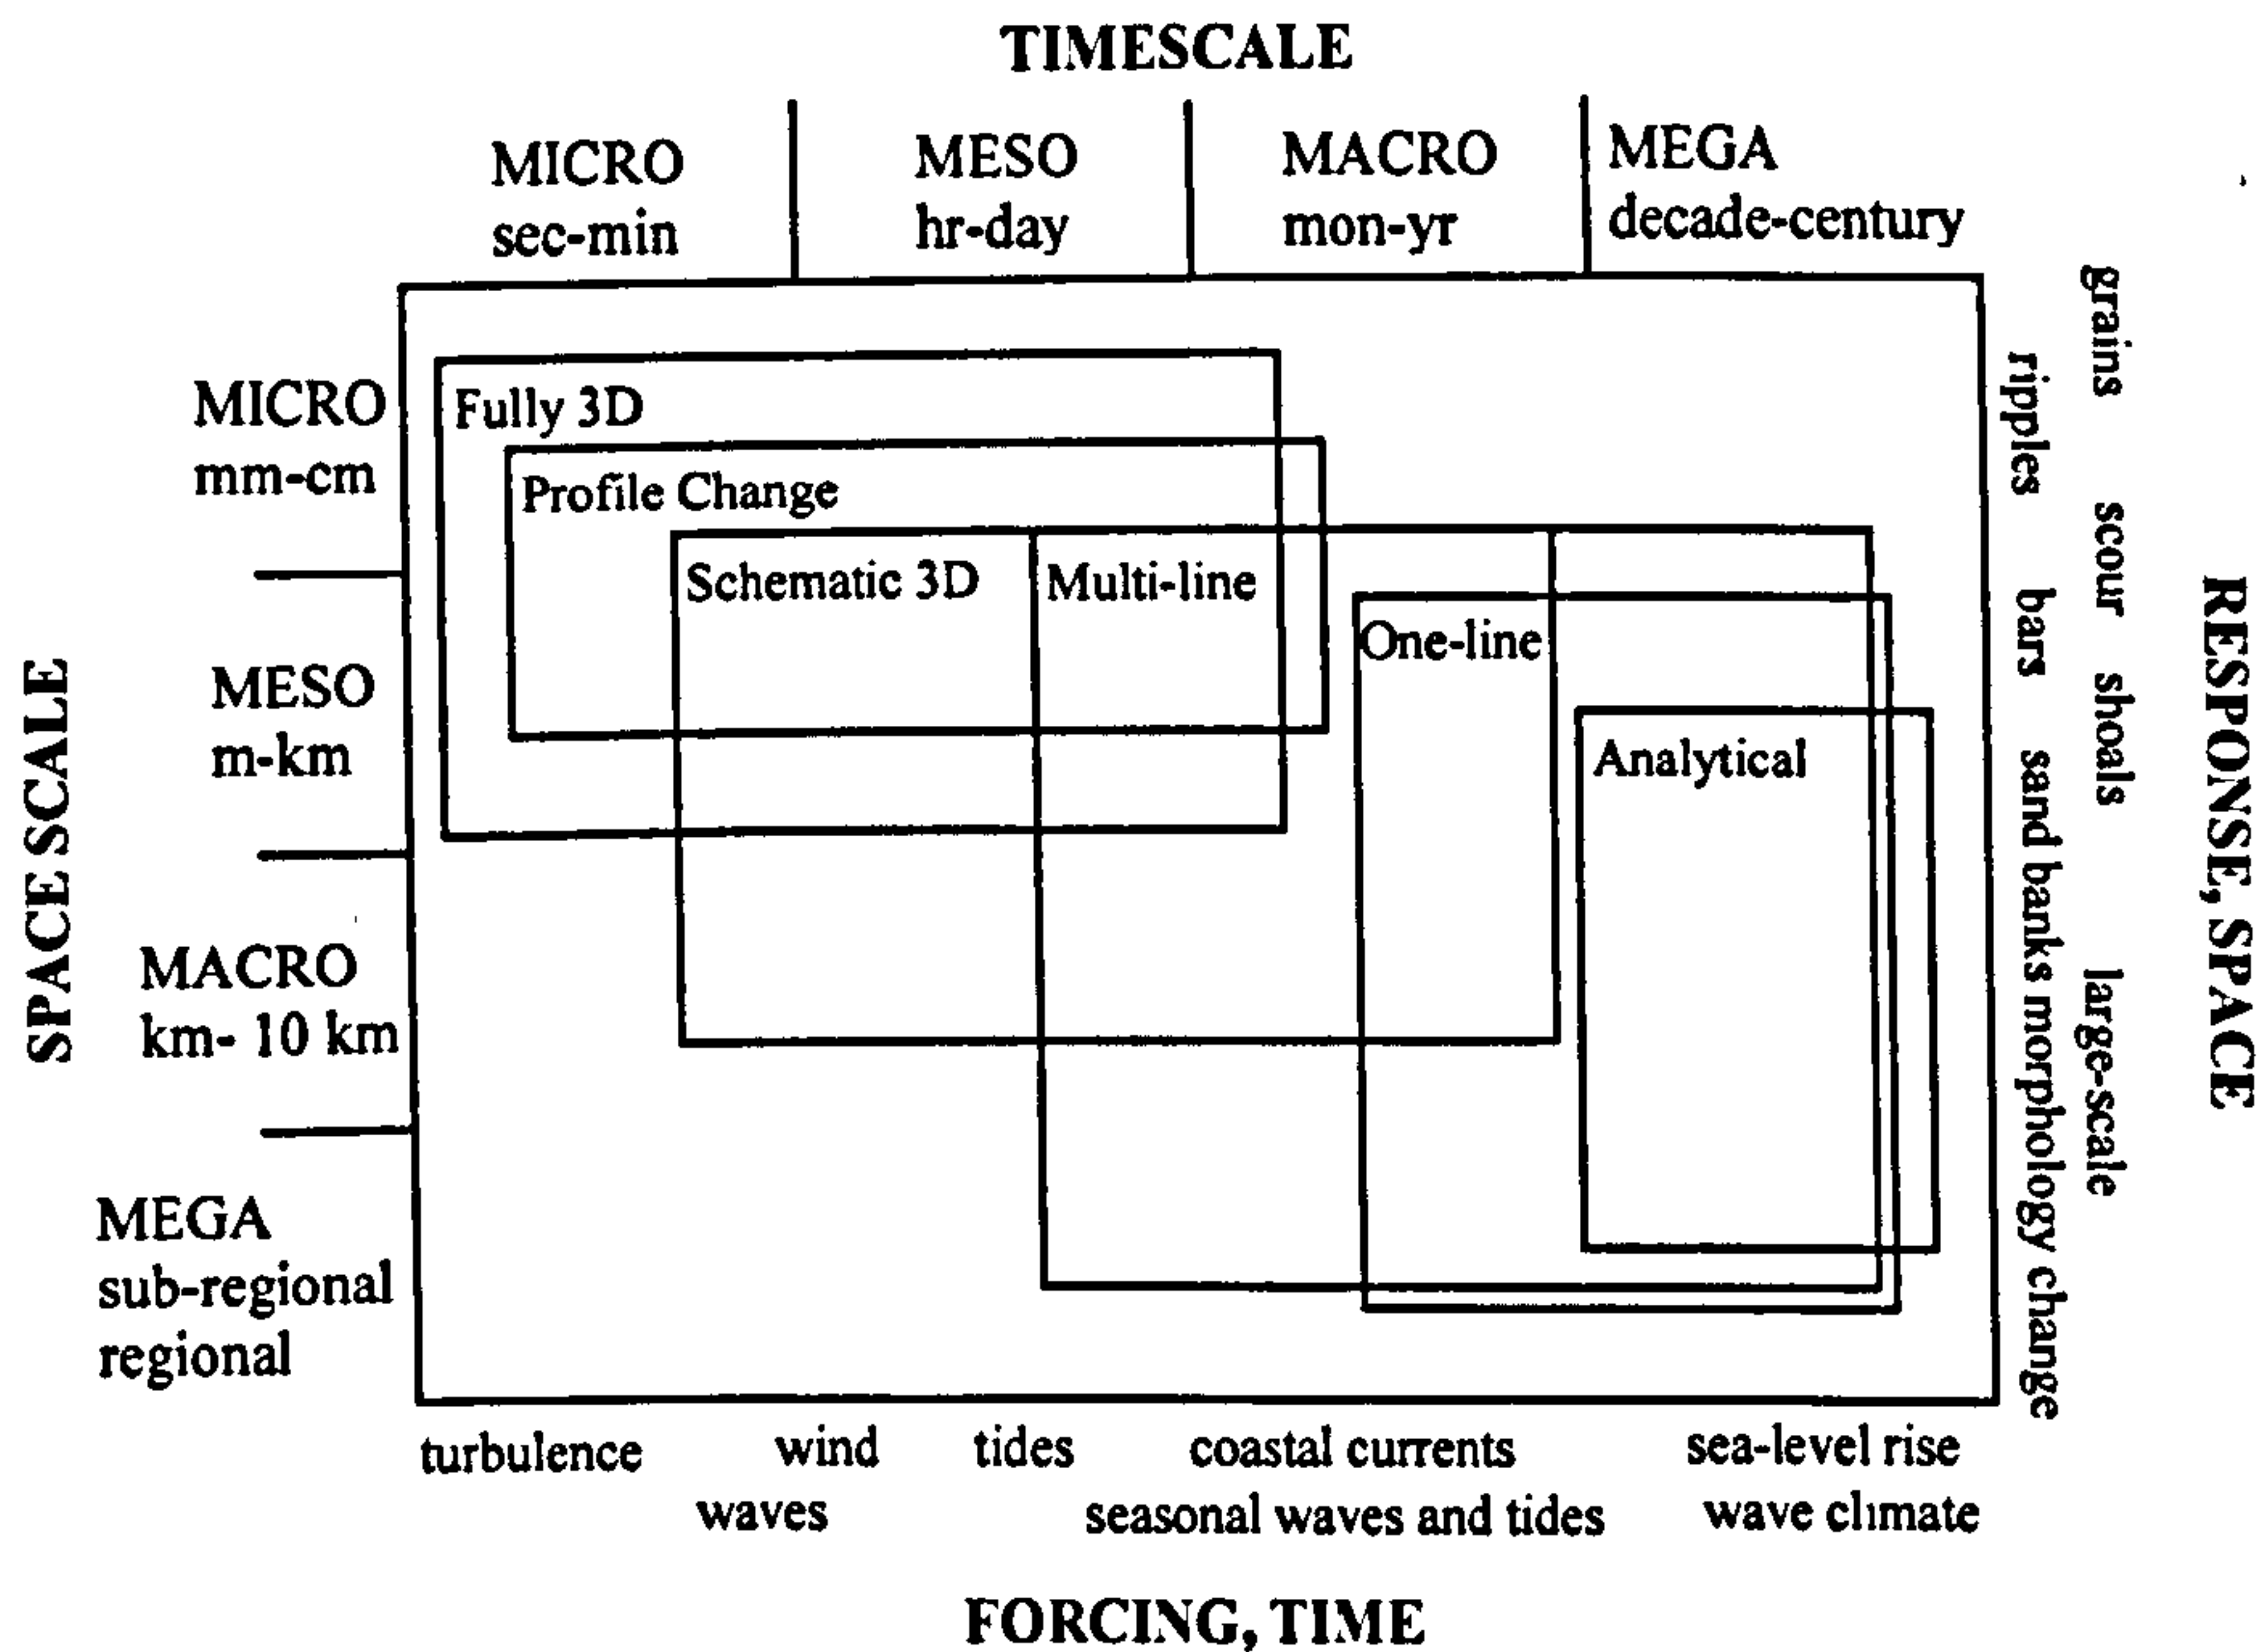 TIMESCALE
MICRO
sec-min
MESO
hr-day
MACRO
mon-yr
MEGA
decade-century
SPACE SCALE
MICRO
mm-cm
MESO
m-km
MACRO
km- 10 km
MEGA
sub-regional
regional
Fully 3D
Profile Change
Schematic 3D
Multi-line
One-line
Analytical
grains
ripples
scour
bars
shoals
sand banks
large-scale
morphology change
RESPONSE, SPACE
turbulence
wind
tides
coastal currents
sea-level rise
waves
seasonal waves and tides
wave climate
FORCING, TIME